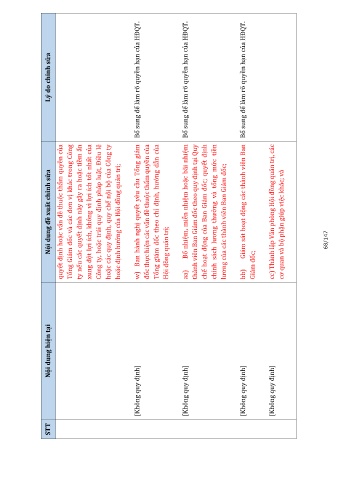 STT
Nội dung hiện tại
Nội dung đề xuất chỉnh sửa
Lý do chỉnh sửa
quyết định hoặc vấn đề thuộc thẩm quyền của
Tổng Giám đốc và các đơn vị khác trong Công
ty nếu các quyết định này gây ra hoặc tiềm ẩn
xung đột lợi ích, không vì lợi ích tốt nhất của
Công ty, hoặc trái quy định pháp luật, Điều lệ
hoặc các quy định, quy chế nội bộ của Công ty
hoặc định hướng của Hội đồng quản trị;
[Không quy định]
v) Ban hành nghị quyết yêu cầu Tổng giám
đốc thực hiện các vấn đề thuộc thẩm quyền của
Tổng giám đốc theo chỉ định, hướng dẫn của
Hội đồng quản trị;
Bổ sung để làm rõ quyền hạn của HĐQT.
[Không quy định]
aa) Bổ nhiệm, miễn nhiệm hoặc bãi nhiệm
thành viên Ban Giám đốc theo quy định tại Quy
chế hoạt động của Ban Giám đốc; quyết định
chính sách lương thưởng và tổng mức tiền
lương của các thành viên Ban Giám đốc;
Bổ sung để làm rõ quyền hạn của HĐQT.
[Không quy định]
bb) Giám sát hoạt động các thành viên Ban
Giám đốc;
Bổ sung để làm rõ quyền hạn của HĐQT.
[Không quy định]
cc) Thành lập Văn phòng Hội đồng quản trị, các
cơ quan và bộ phận giúp việc khác; và
68/147